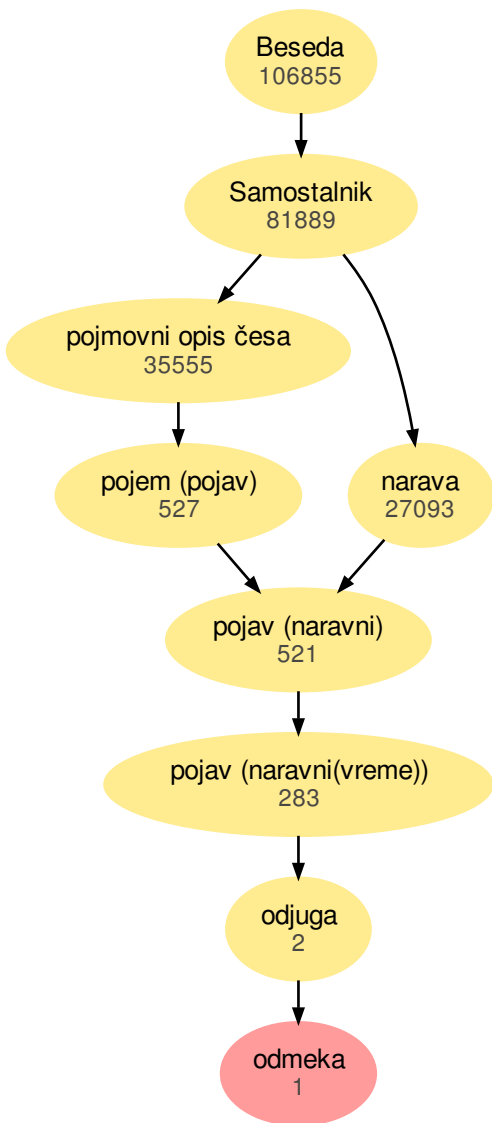 Beseda
106855
Samostalnik
81889
pojmovni opis česa
35555
pojem (pojav)
527
narava
27093
pojav (naravni)
521
pojav (naravni(vreme))
283
odjuga
2
odmeka
1